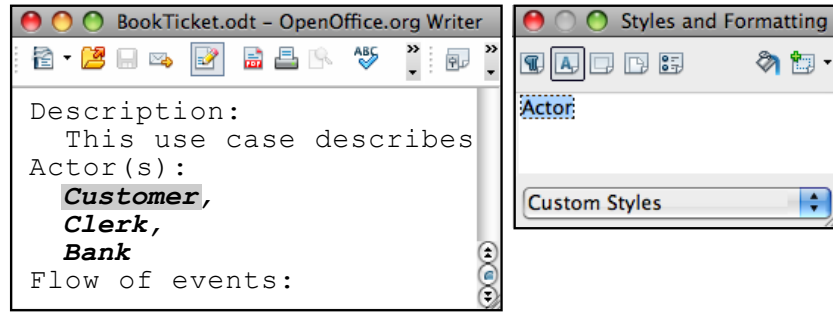 BookTicket.odt – OpenOffice.org Writer
ABC
Description:
This use case describes
Actor(s):
Customer,
Clerk,
Bank
Flow of events:
Styles and Formatting
Actor
Custom Styles